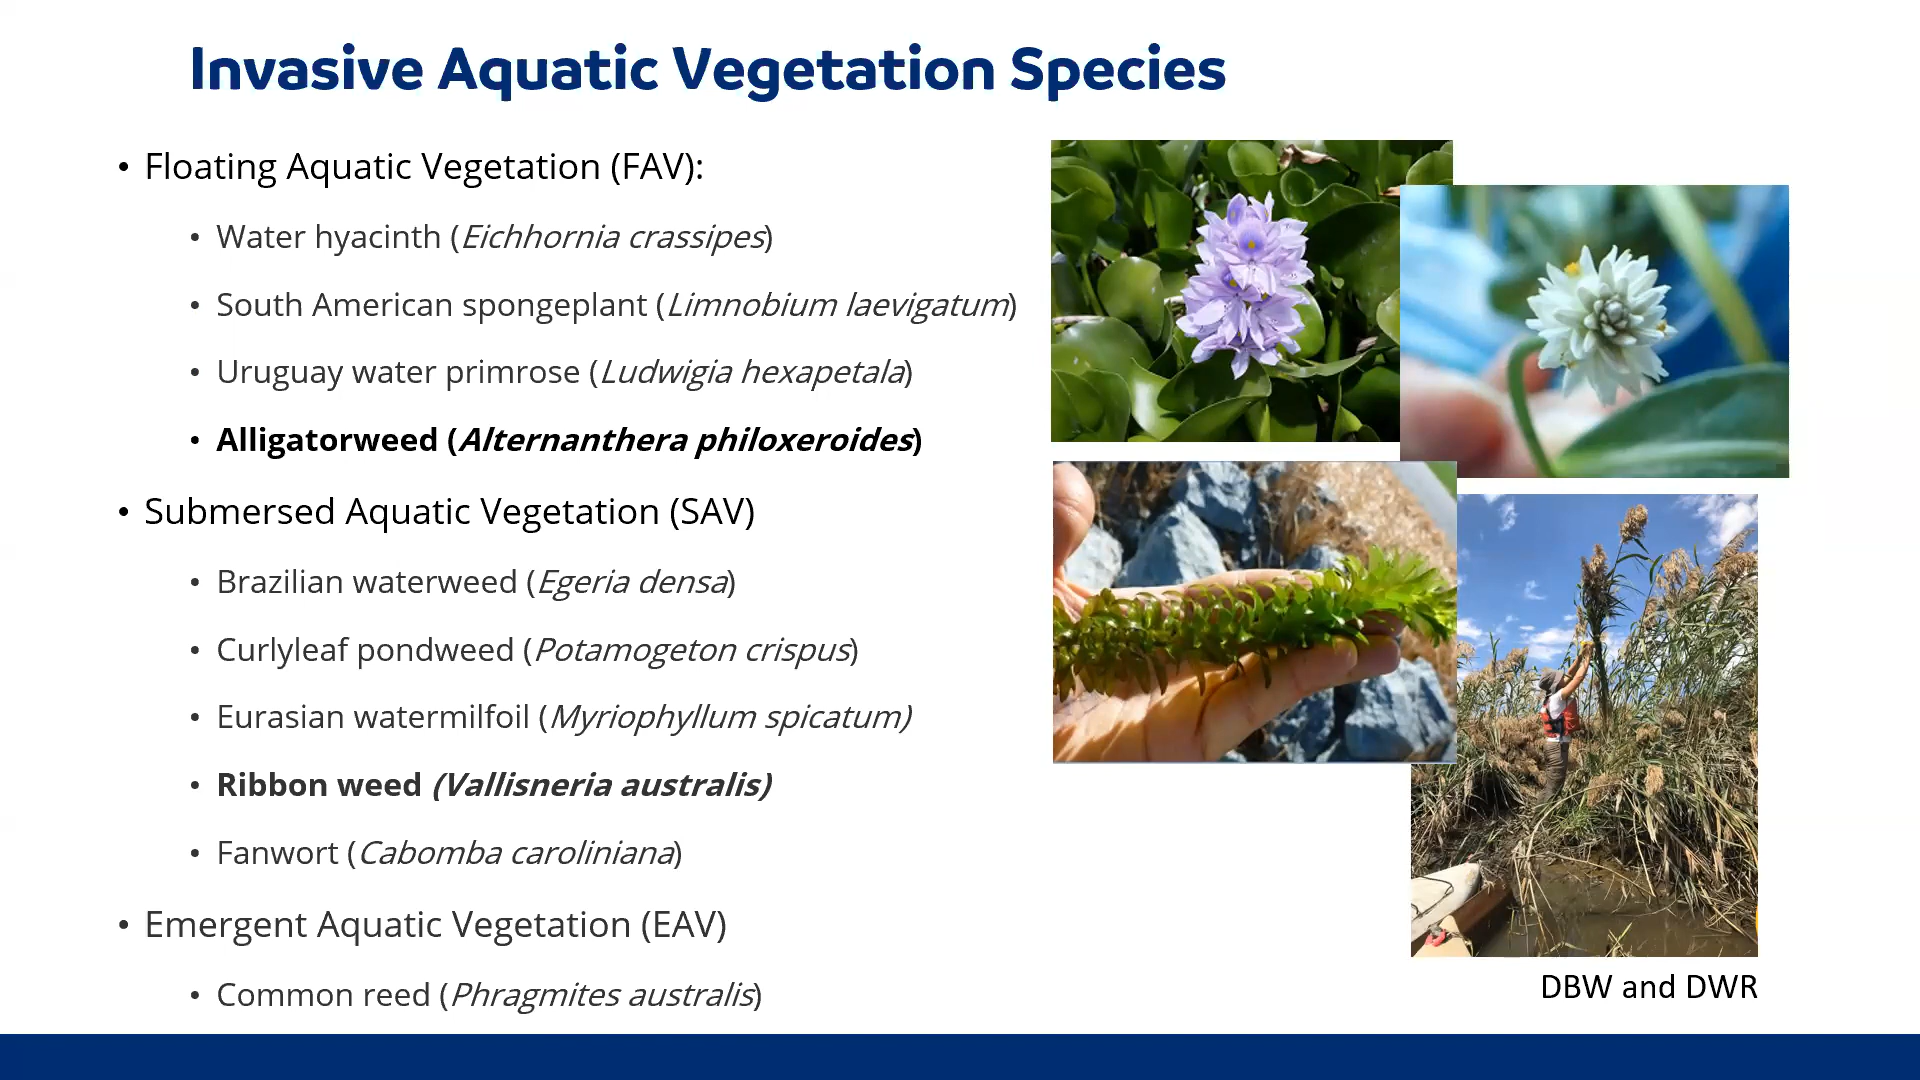 Invasive Aquatic Vegetation Species
• Floating Aquatic Vegetation (FAV):
• Water hyacinth (Eichhornia crassipes)
• South American spongeplant (Limnobium laevigatum)
• Uruguay water primrose (Ludwigia hexapetala)
• Alligatorweed (Alternanthera philoxeroides)
• Submersed Aquatic Vegetation (SAV)
• Brazilian waterweed (Egeria densa)
• Curlyleaf pondweed (Potamogeton crispus)
• Eurasian watermilfoil (Myriophyllum spicatum)
• Ribbon weed (Vallisneria australis)
• Fanwort (Cabomba caroliniana)
• Emergent Aquatic Vegetation (EAV)
• Common reed (Phragmites australis)
DBW and DWR